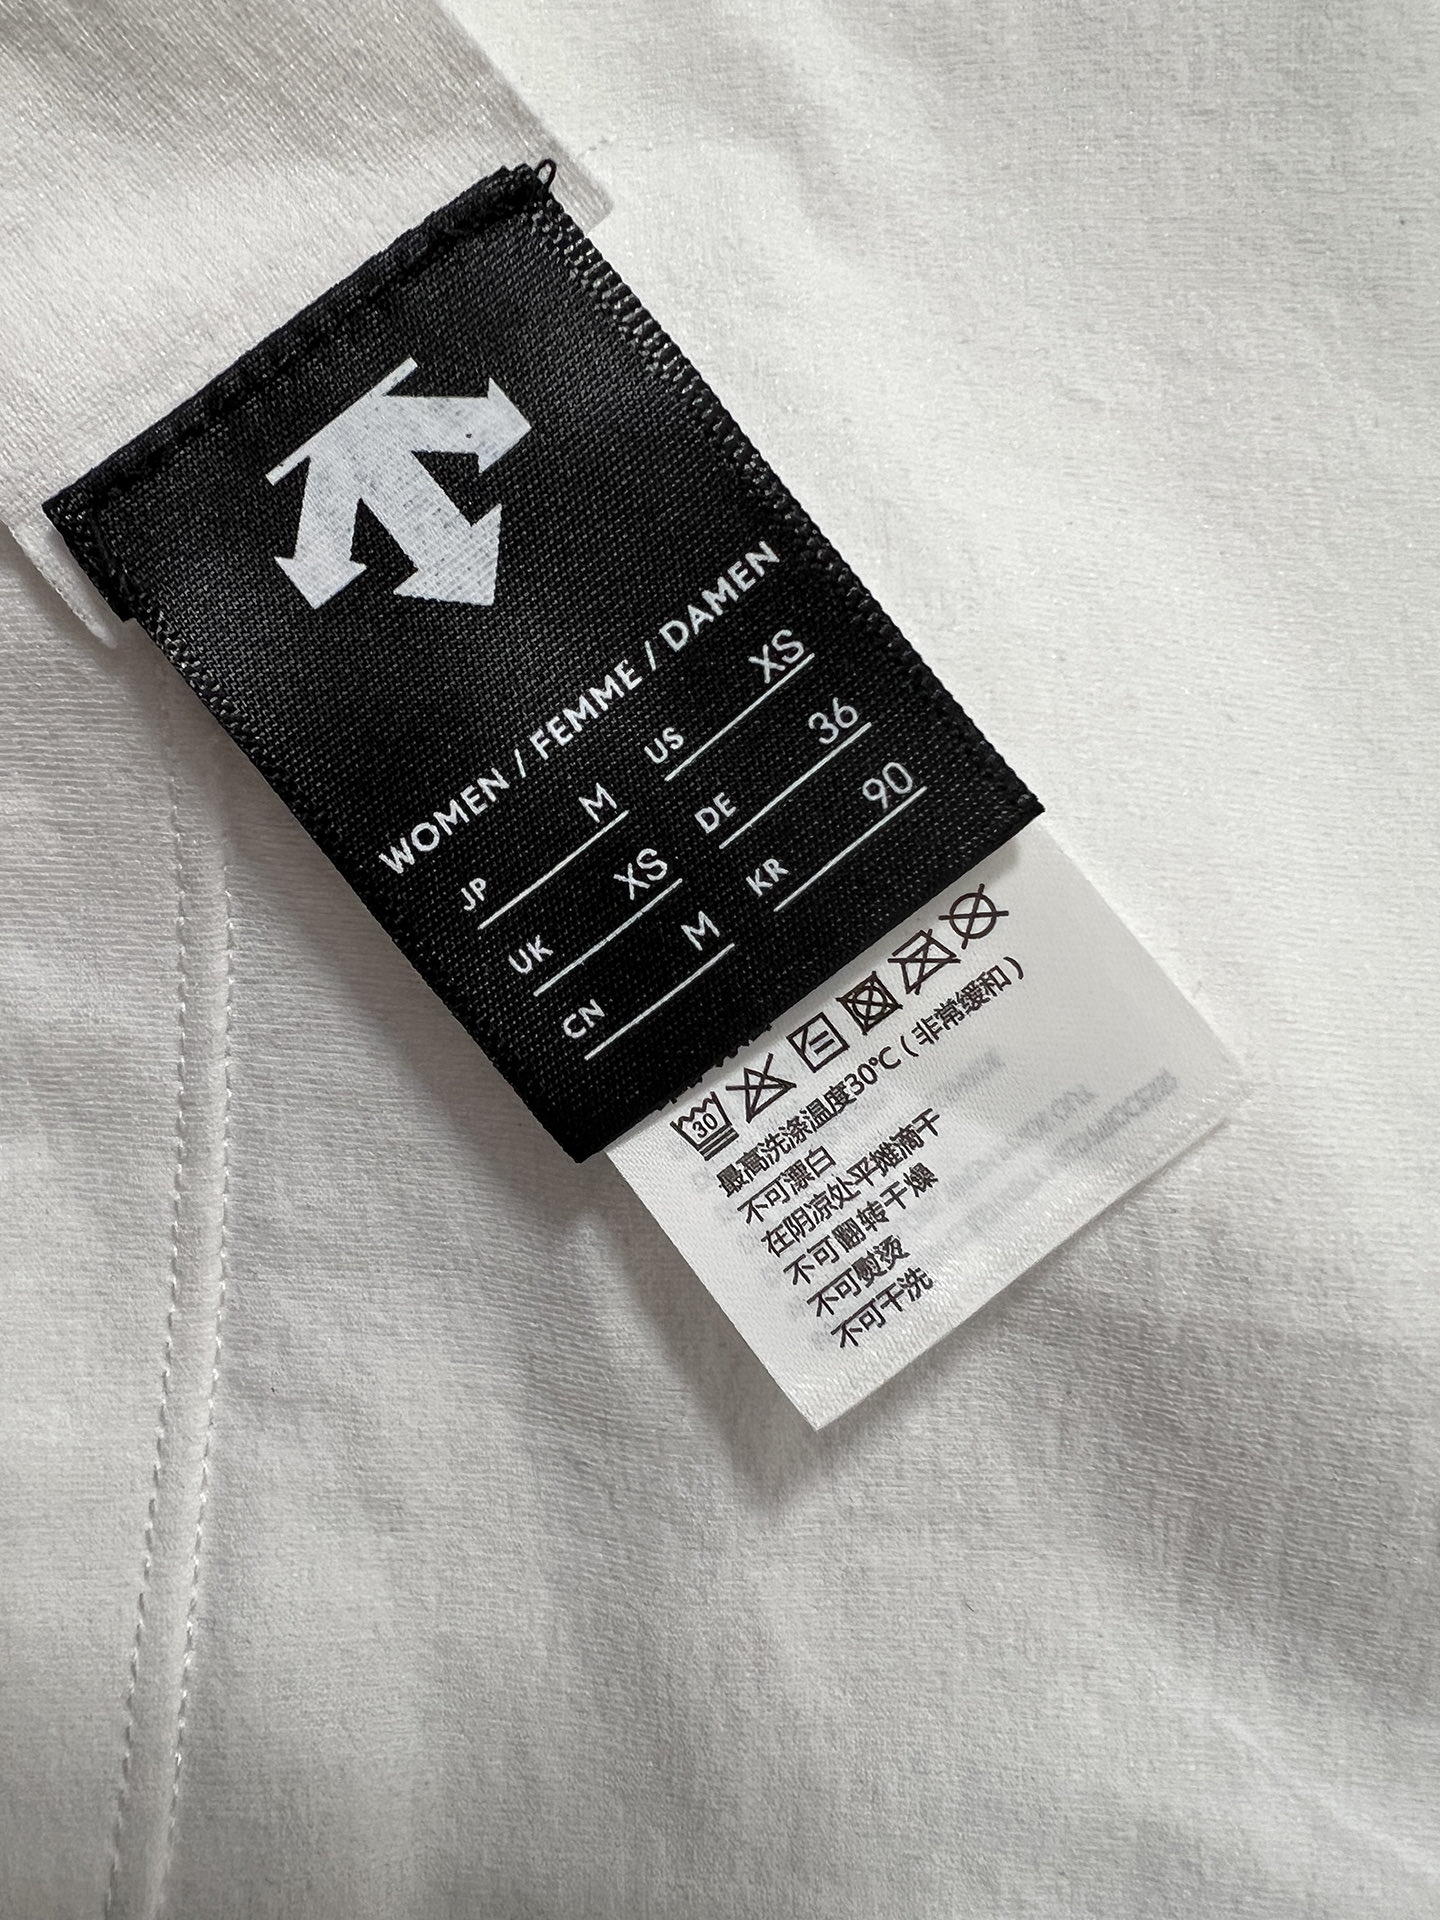 WOMEN / FEMME / DAMEN
JP M US XS
UK XS DE 36
CN M KR 90
30
最高洗涤温度30℃(非常缓和)
不可漂白
在阴凉处平摊滴干
不可翻转干燥
不可熨烫
不可干洗